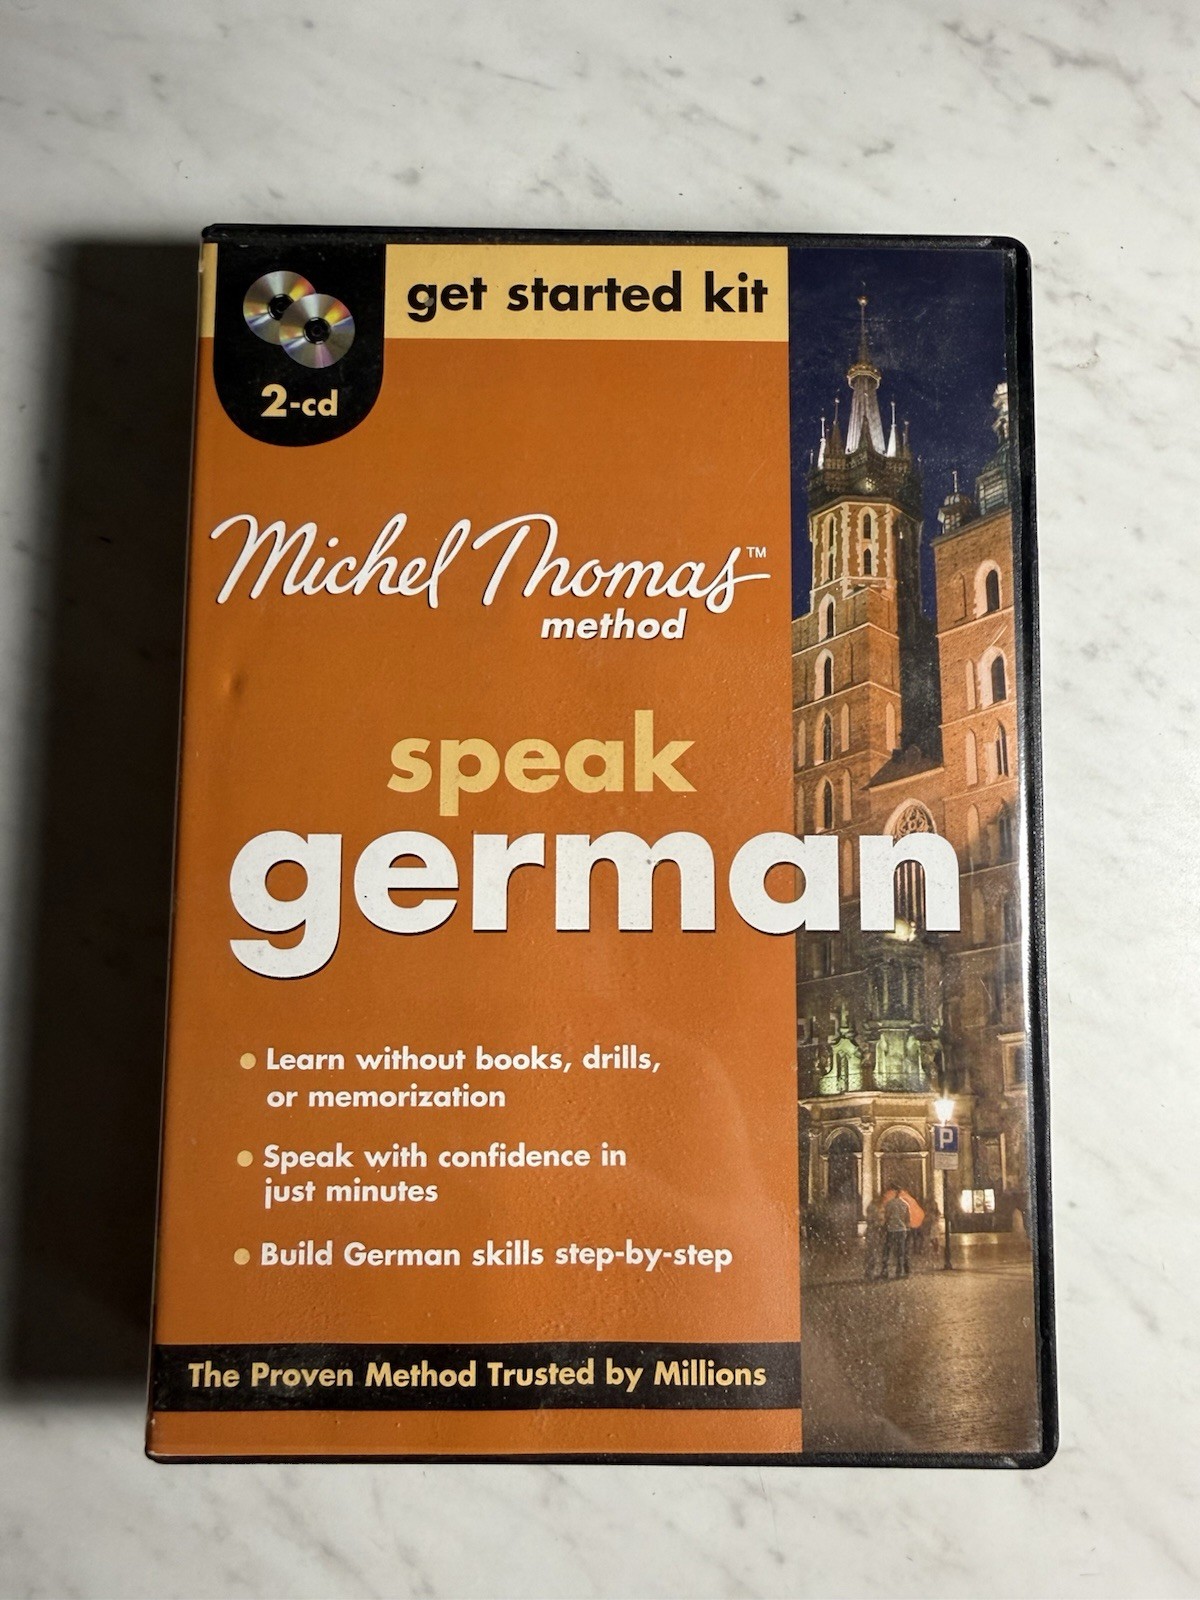 get started kit
2-cd
Michel Thomas™
method
speak
german
● Learn without books, drills,
or memorization
● Speak with confidence in
just minutes
● Build German skills step-by-step
The Proven Method Trusted by Millions
P